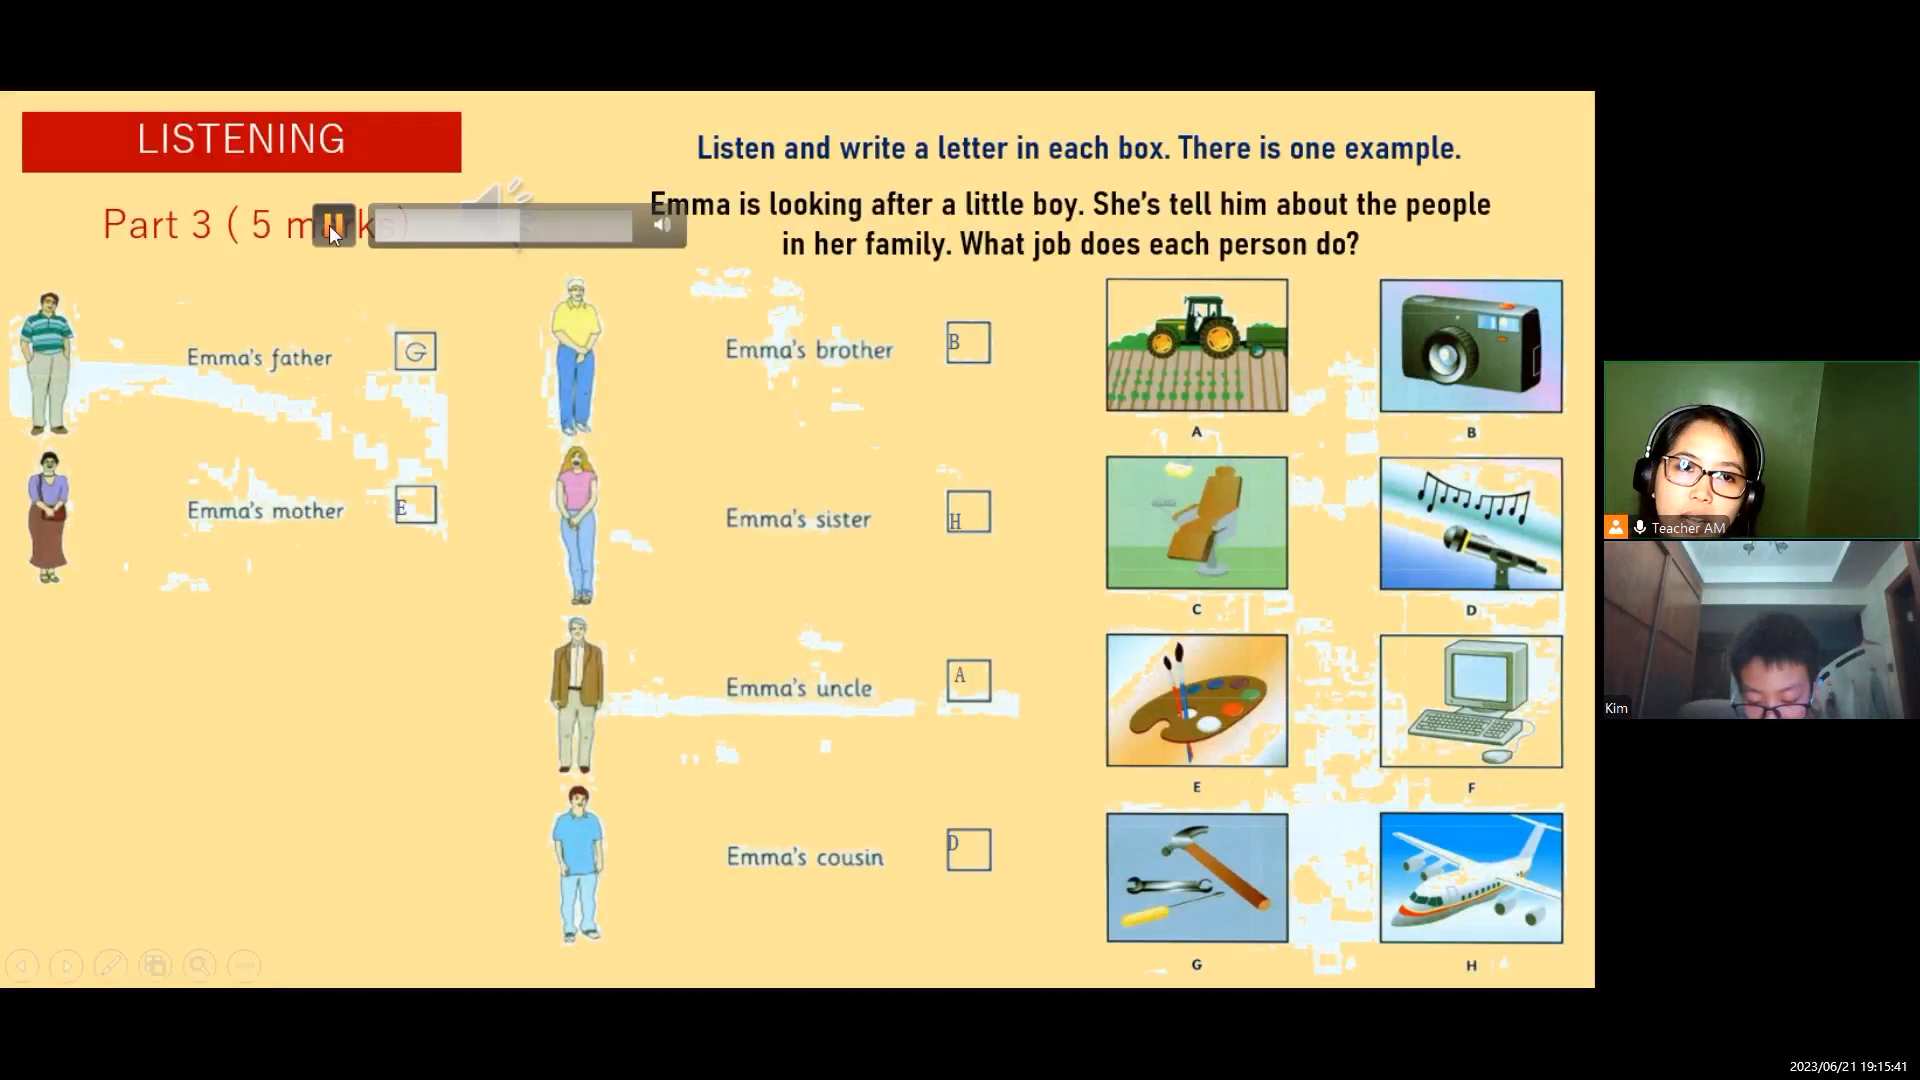 LISTENING
Listen and write a letter in each box. There is one example.
Part 3 ( 5 m ks)
Emma is looking after a little boy. She's tell him about the people
in her family. What job does each person do?
Emma's father
G
Emma's mother
E
Emma's brother
B
Emma's sister
H
Emma's uncle
A
Emma's cousin
D
A
B
C
D
E
F
G
H
Teacher AM
Kim
2023/06/21 19:15:41